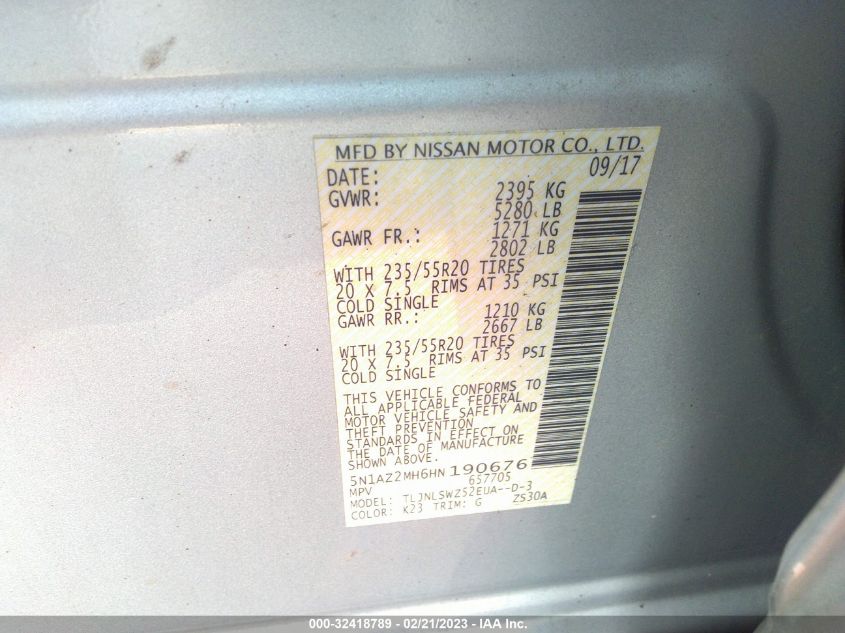 MFD BY NISSAN MOTOR CO., LTD.
DATE: 09/17
GVWR: 2395 KG
5280 LB
GAWR FR.: 1271 KG
2802 LB
WITH 235/55R20 TIRES
20 X 7.5 RIMS AT 35 PSI
COLD SINGLE
GAWR RR.: 1210 KG
2667 LB
WITH 235/55R20 TIRES
20 X 7.5 RIMS AT 35 PSI
COLD SINGLE
THIS VEHICLE CONFORMS TO
ALL APPLICABLE FEDERAL
MOTOR VEHICLE SAFETY AND
THEFT PREVENTION
STANDARDS IN EFFECT ON
THE DATE OF MANUFACTURE
SHOWN ABOVE.
5N1AZ2MH6HN190676
MPV 657705
MODEL: TLJNLSWZ52EUA--D-3
COLOR: K23 TRIM: G ZS30A
000-32418789 - 02/21/2023 - IAA Inc.